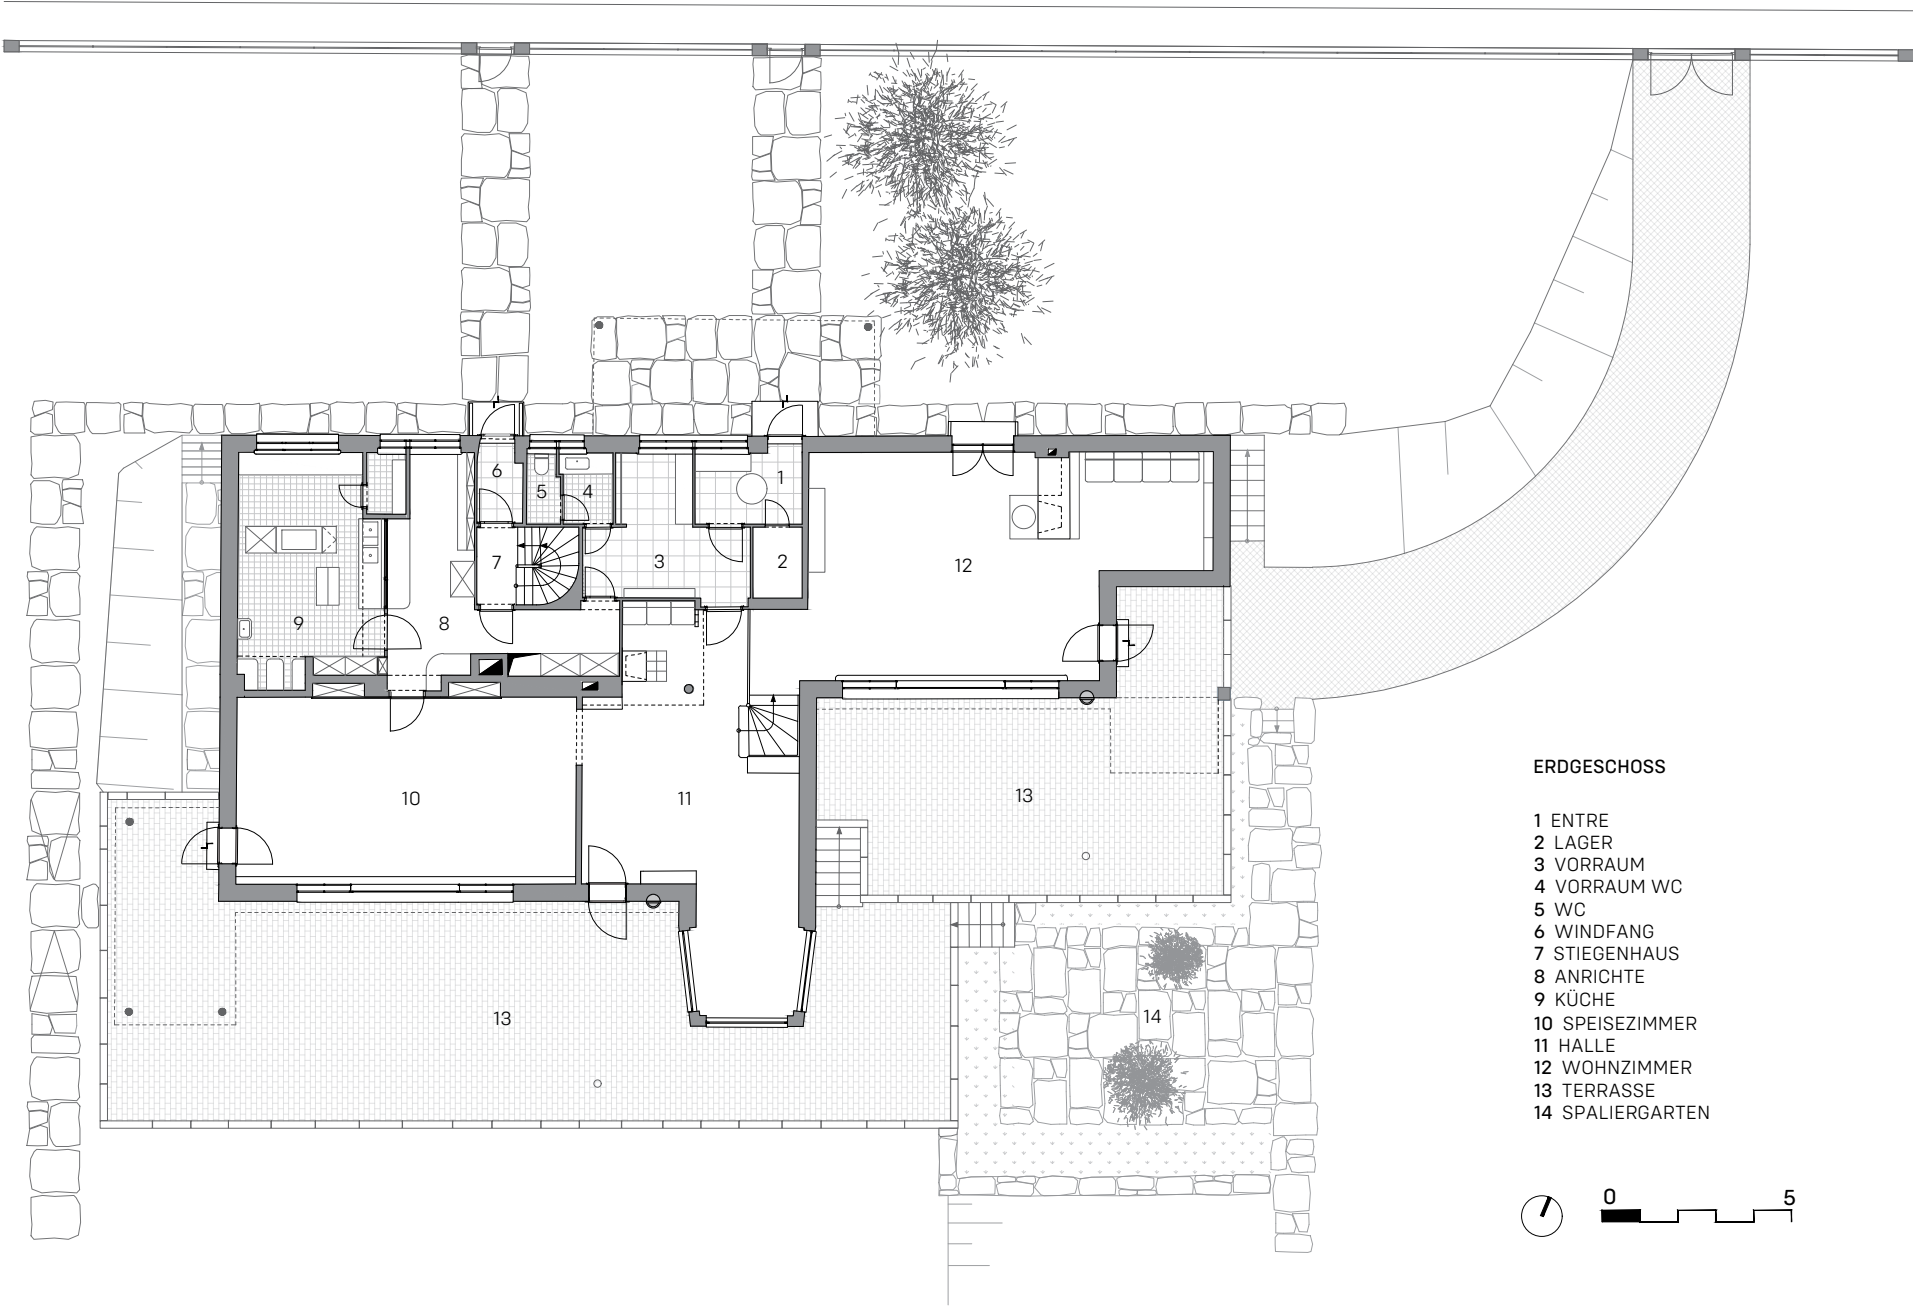 6
5
4
1
7
3
2
12
9
8
10
11
13
13
14
ERDGESCHOSS
1 ENTRE
2 LAGER
3 VORRAUM
4 VORRAUM WC
5 WC
6 WINDFANG
7 STIEGENHAUS
8 ANRICHTE
9 KÜCHE
10 SPEISEZIMMER
11 HALLE
12 WOHNZIMMER
13 TERRASSE
14 SPALIERGARTEN
0 5